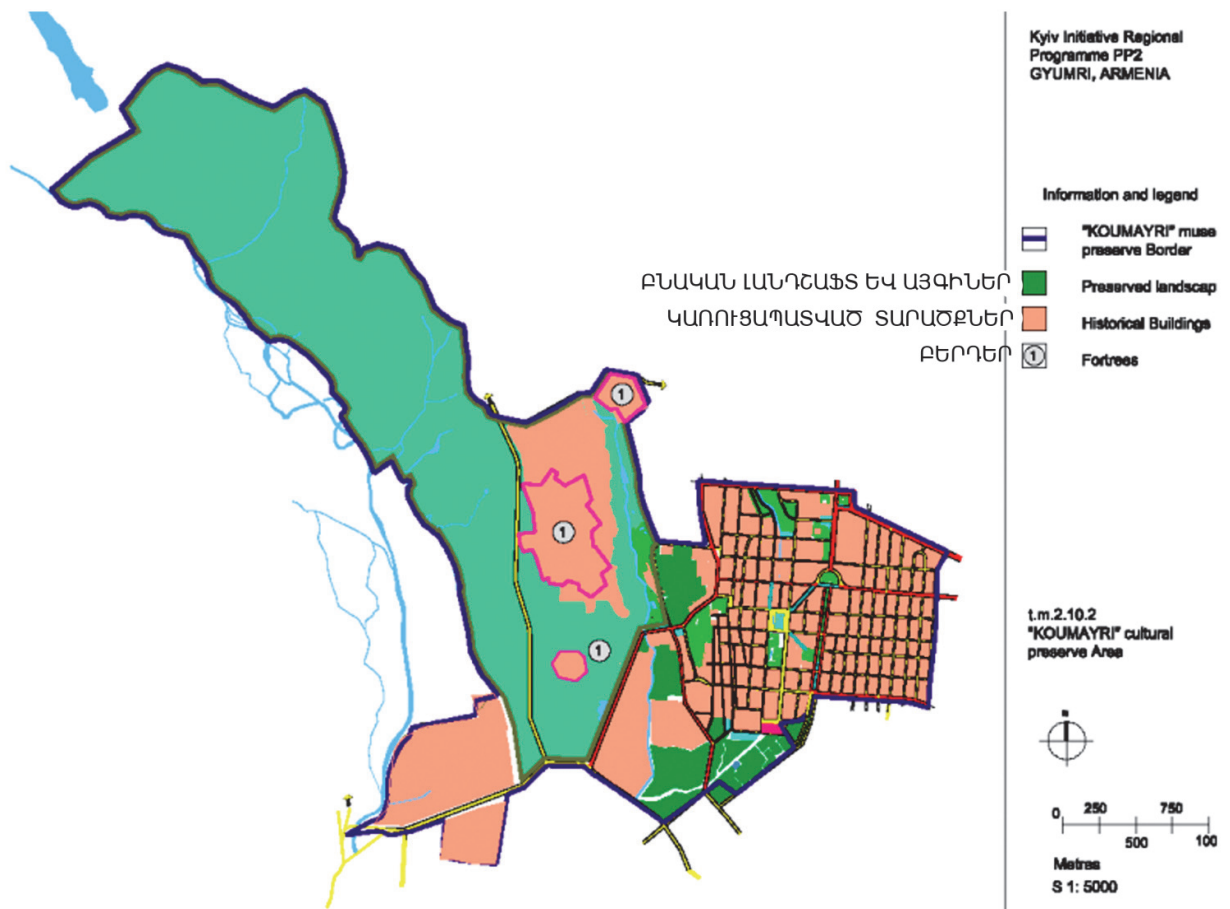 Kyiv Initiative Regional
Programme PP2
GYUMRI, ARMENIA
Information and legend
"KOUMAYRI" muse
preserve Border
ԲՆԱԿԱՆ ԼԱՆԴՇԱՖՏ ԵՎ ԱՅԳԻՆԵՐ
Preserved landscap
ԿԱՌՈՒՑԱՊԱՏՎԱԾ ՏԱՐԱԾՔՆԵՐ
Historical Buildings
ԲԵՐԴԵՐ
1
Fortrees
1
1
1
t.m.2.10.2
"KOUMAYRI" cultural
preserve Area
N
0 250 750
500 100
Metres
S 1: 5000